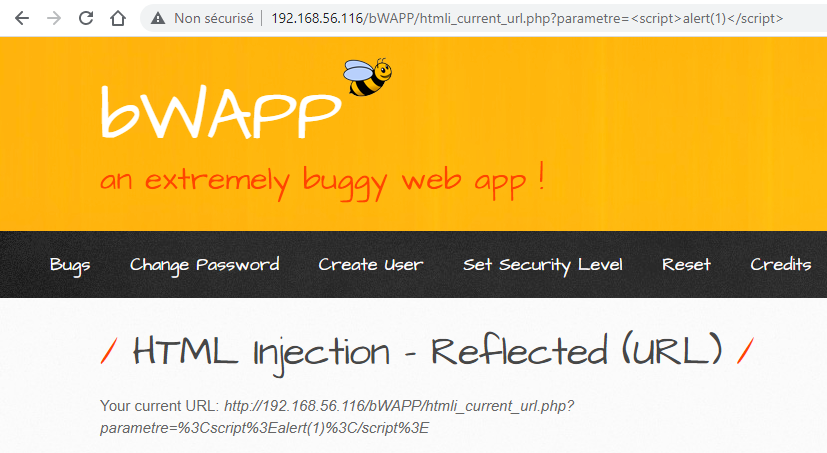 Non sécurisé | 192.168.56.116/bWAPP/htmli_current_url.php?parametre=<script>alert(1)</script>
bWAPP
an extremely buggy web app !
Bugs Change Password Create User Set Security Level Reset Credits
/ HTML Injection - Reflected (URL) /
Your current URL: http://192.168.56.116/bWAPP/htmli_current_url.php?
parametre=%3Cscript%3Ealert(1)%3C/script%3E